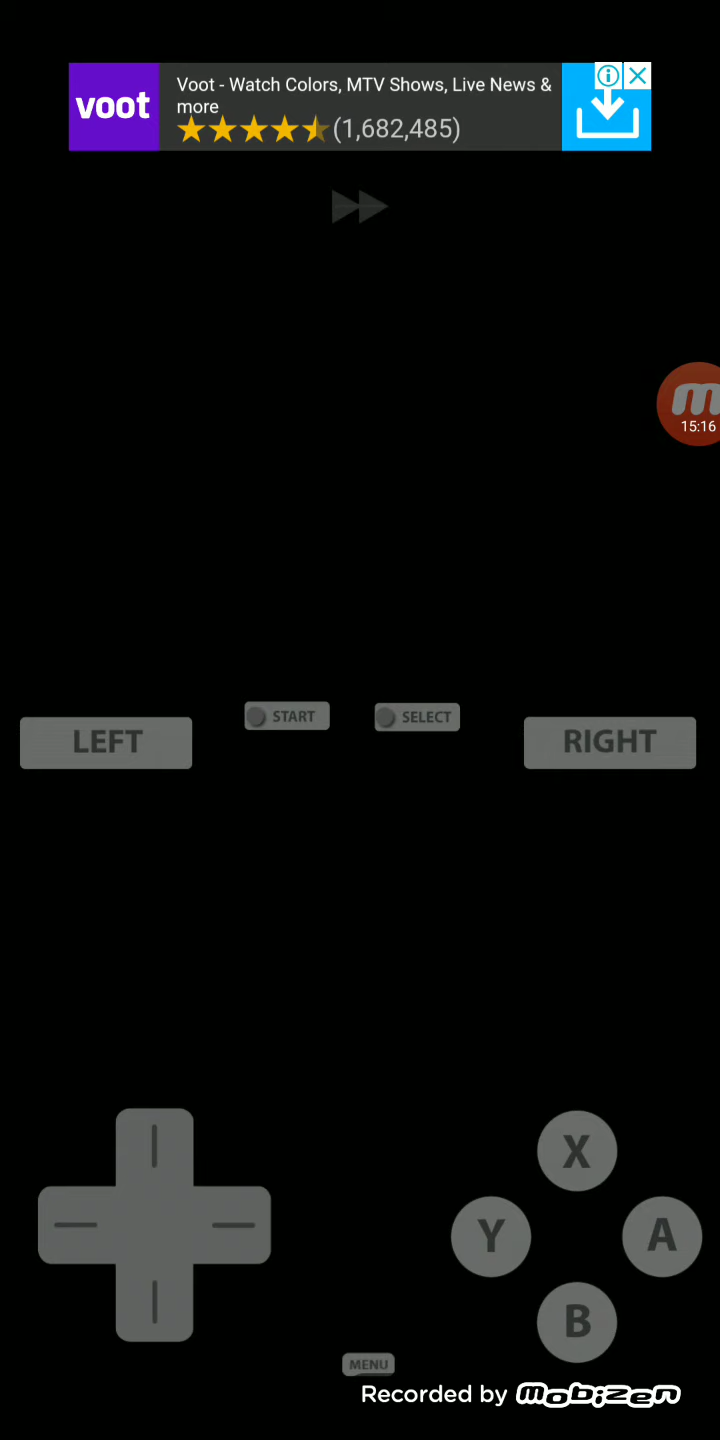 voot
Voot - Watch Colors, MTV Shows, Live News &
more
(1,682,485)
m
15:16
START
SELECT
LEFT
RIGHT
X
Y
A
B
MENU
Recorded by mobizen